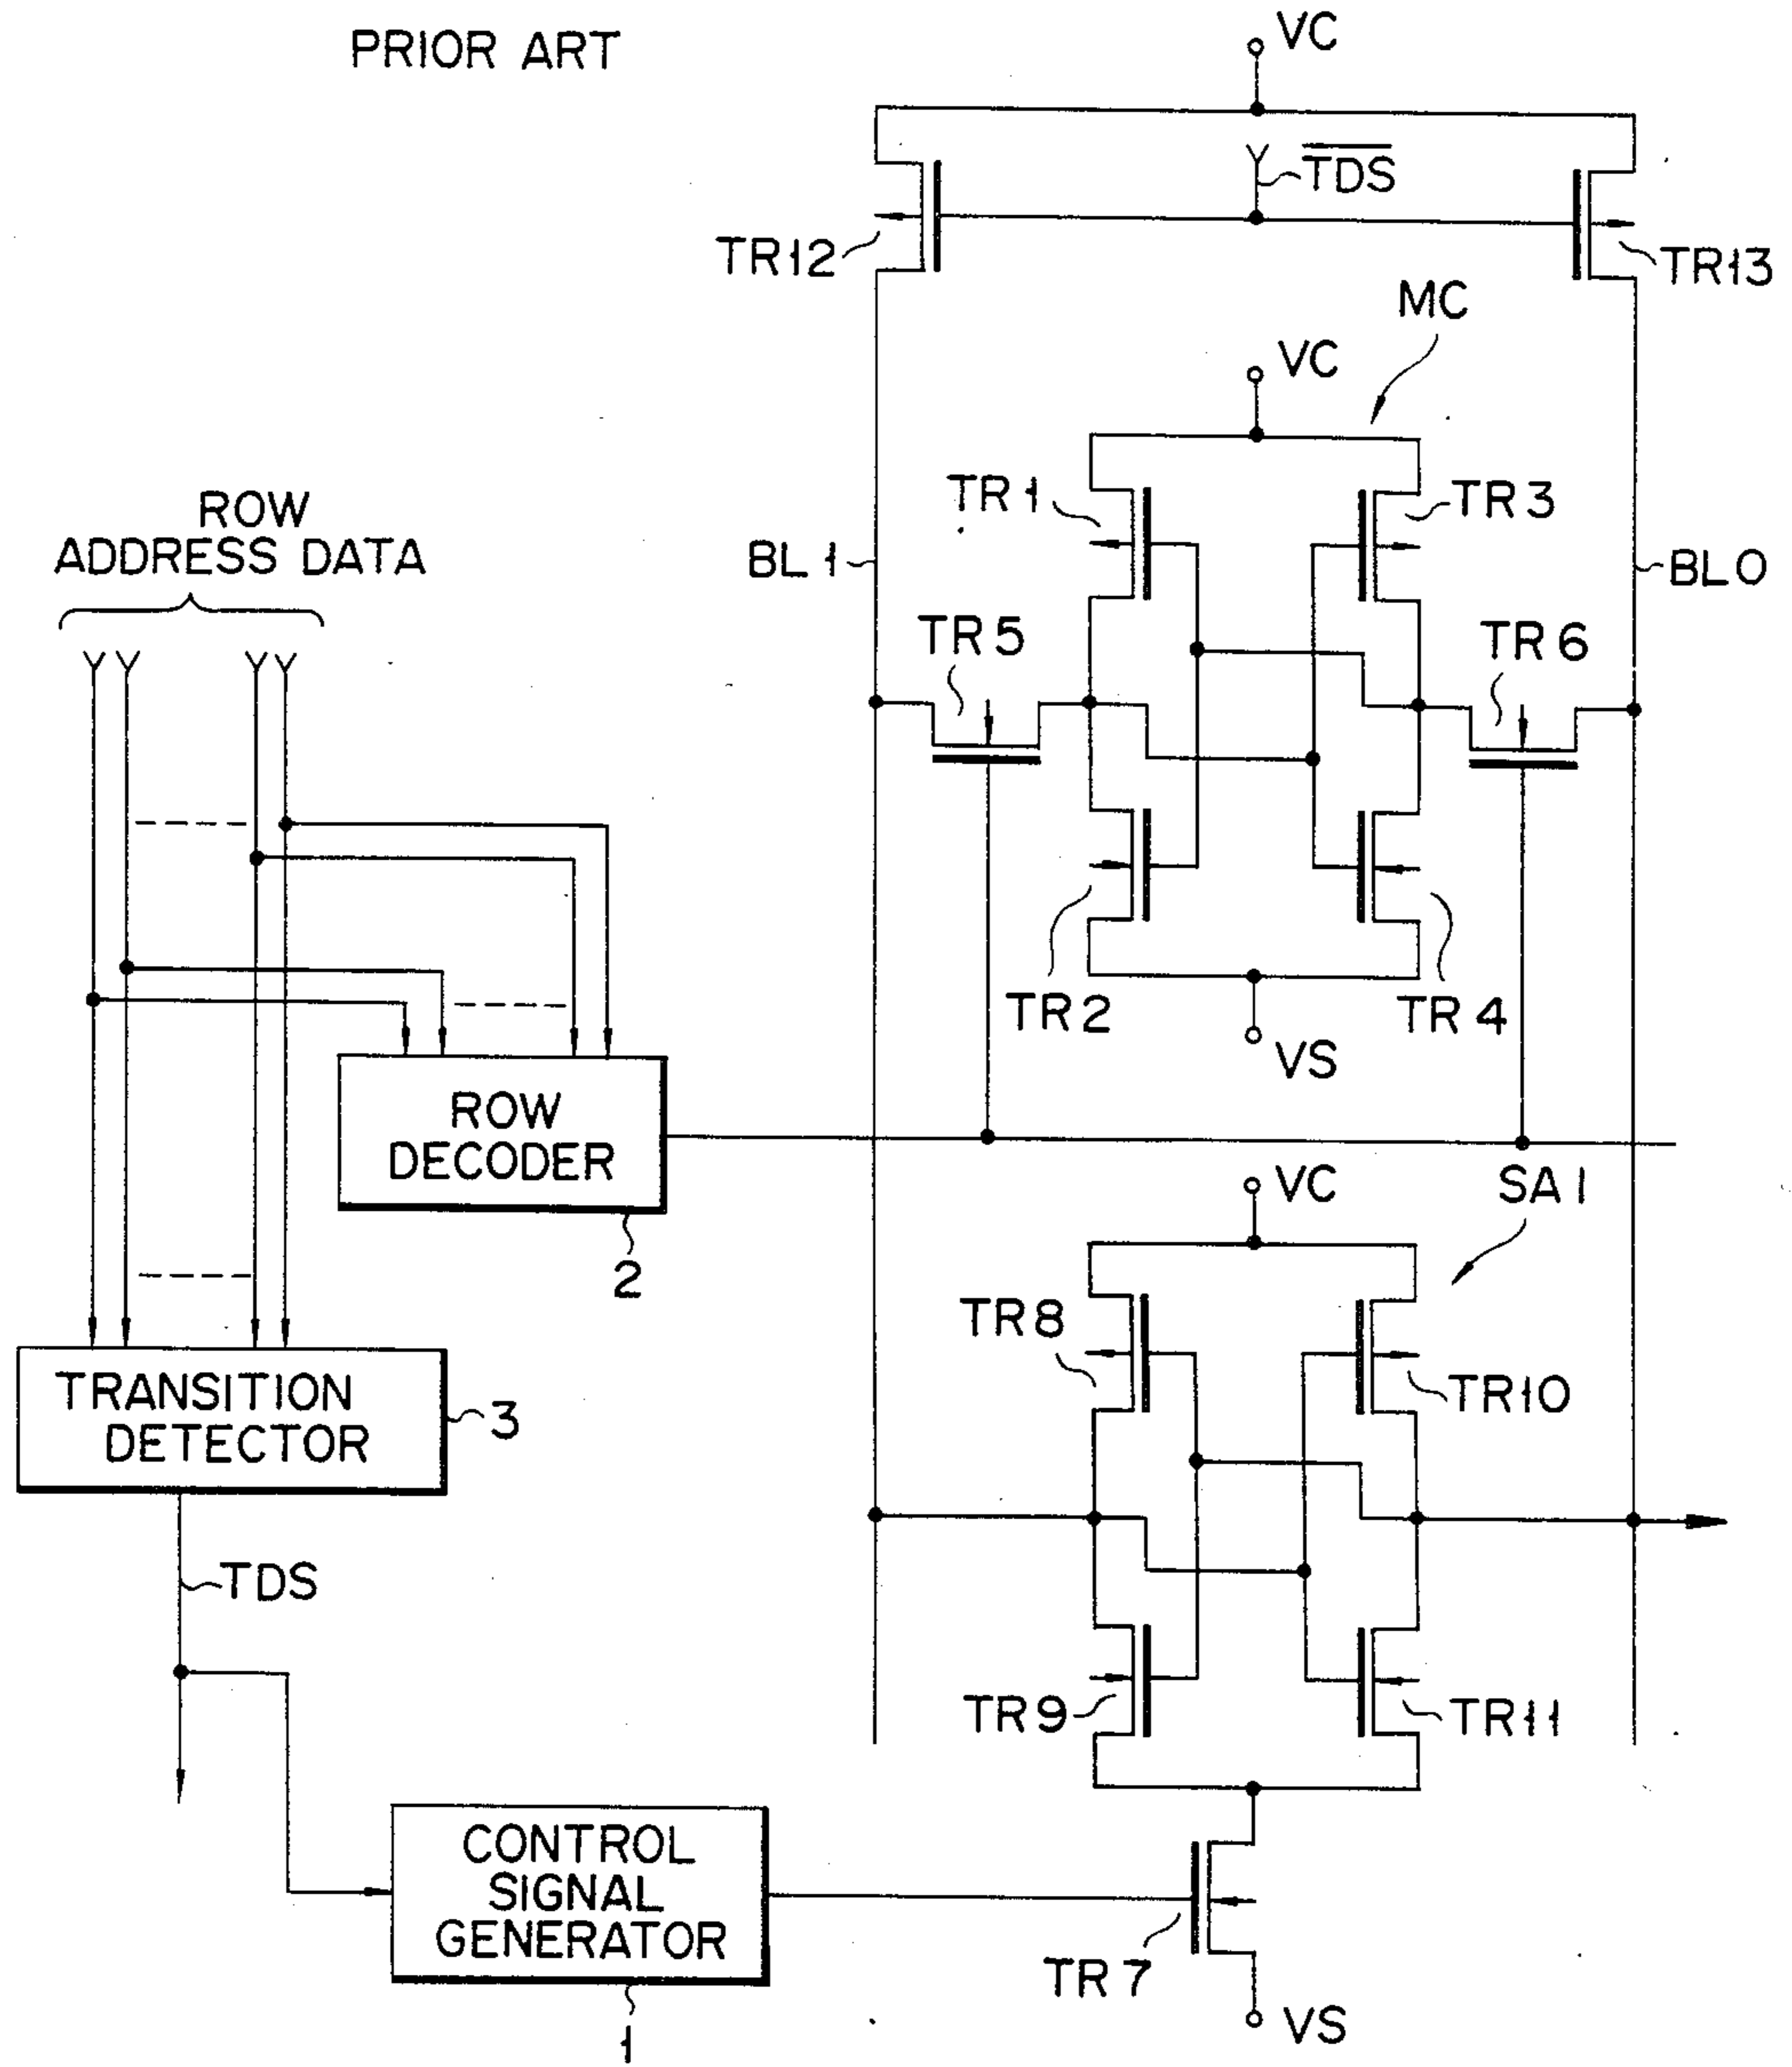 PRIOR ART
VC
T̅D̅S̅
TR12
TR13
MC
VC
TR1
TR3
ROW
ADDRESS DATA
BL1
BL0
TR5
TR6
TR2
TR4
VS
ROW
DECODER
2
VC
SA1
TR8
TR10
TRANSITION
DETECTOR
3
TDS
TR9
TR11
CONTROL
SIGNAL
GENERATOR
1
TR7
VS